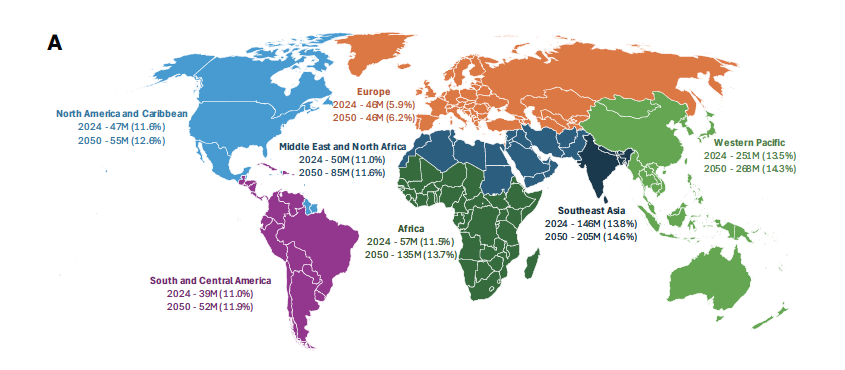 A
Europe
2024 - 46M (5.9%)
2050 - 46M (6.2%)
North America and Caribbean
2024 - 47M (11.6%)
2050 - 55M (12.6%)
Middle East and North Africa
2024 - 50M (11.0%)
2050 - 85M (11.6%)
Western Pacific
2024 - 251M (13.5%)
2050 - 268M (14.3%)
Southeast Asia
2024 - 146M (13.8%)
2050 - 205M (14.6%)
Africa
2024 - 57M (11.5%)
2050 - 135M (13.7%)
South and Central America
2024 - 39M (11.0%)
2050 - 52M (11.9%)